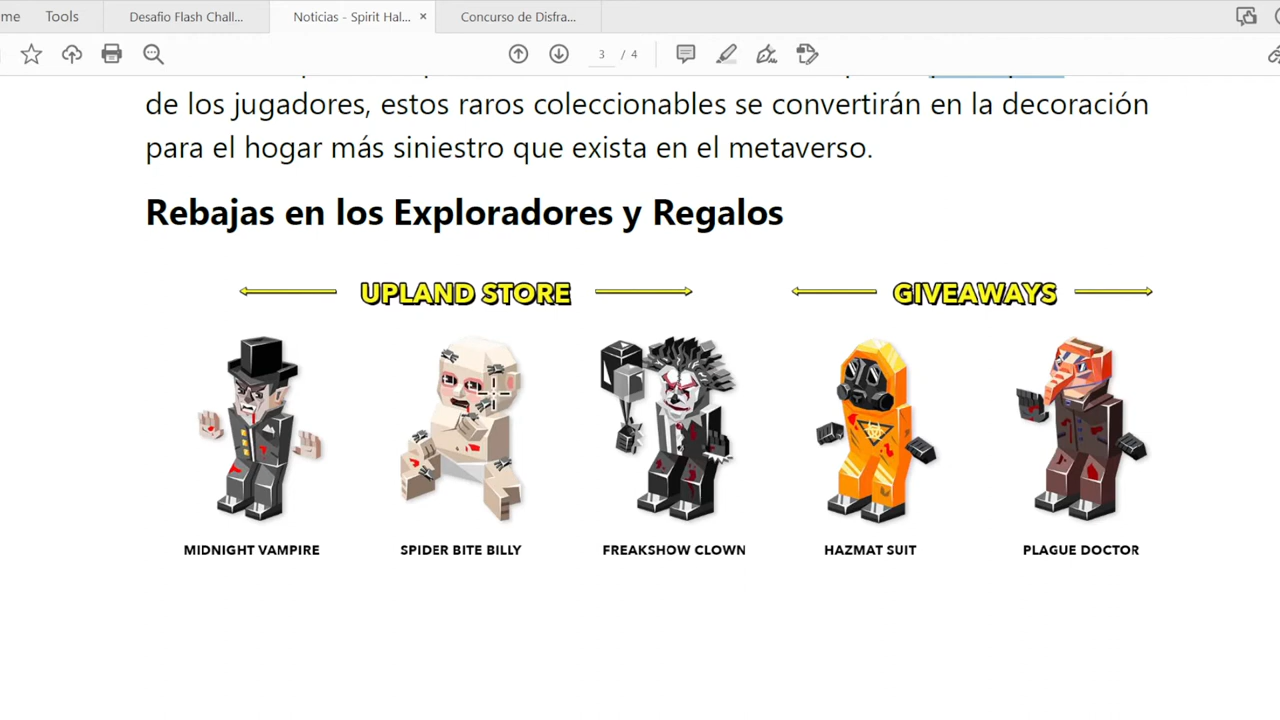 me Tools Desafio Flash Chall... Noticias - Spirit Hal... × Concurso de Disfra...
3 / 4
de los jugadores, estos raros coleccionables se convertirán en la decoración
para el hogar más siniestro que exista en el metaverso.
Rebajas en los Exploradores y Regalos
UPLAND STORE GIVEAWAYS
MIDNIGHT VAMPIRE SPIDER BITE BILLY FREAKSHOW CLOWN HAZMAT SUIT PLAGUE DOCTOR